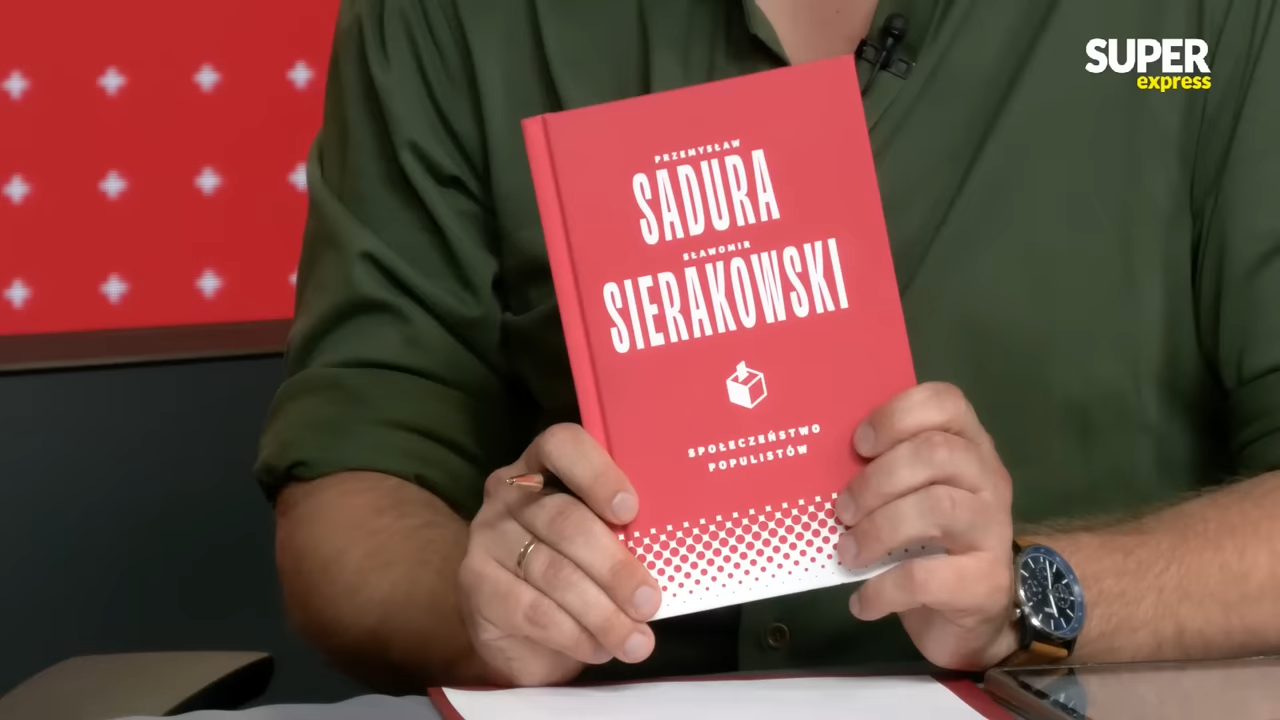 SUPER
express
PRZEMYSŁAW
SADURA
SŁAWOMIR
SIERAKOWSKI
SPOŁECZEŃSTWO
POPULISTÓW